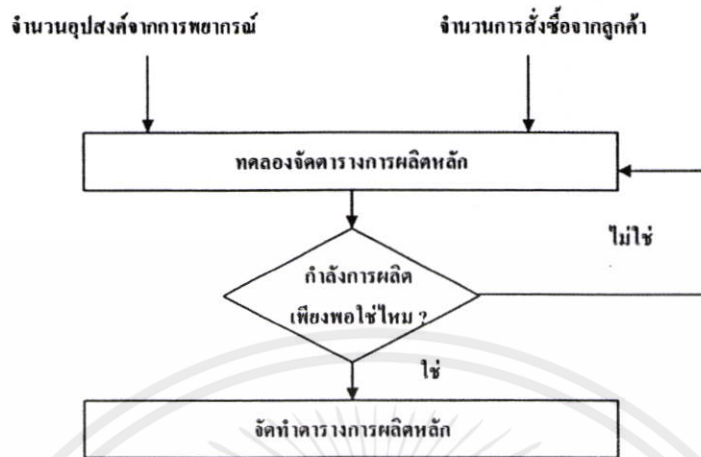 จำนวนอุปสงค์จากการพยากรณ์
จำนวนการสั่งซื้อจากลูกค้า
ทดลองจัดตารางการผลิตหลัก
ไม่ใช่
กำลังการผลิต
เพียงพอใช่ไหม ?
ใช่
จัดทำตารางการผลิตหลัก